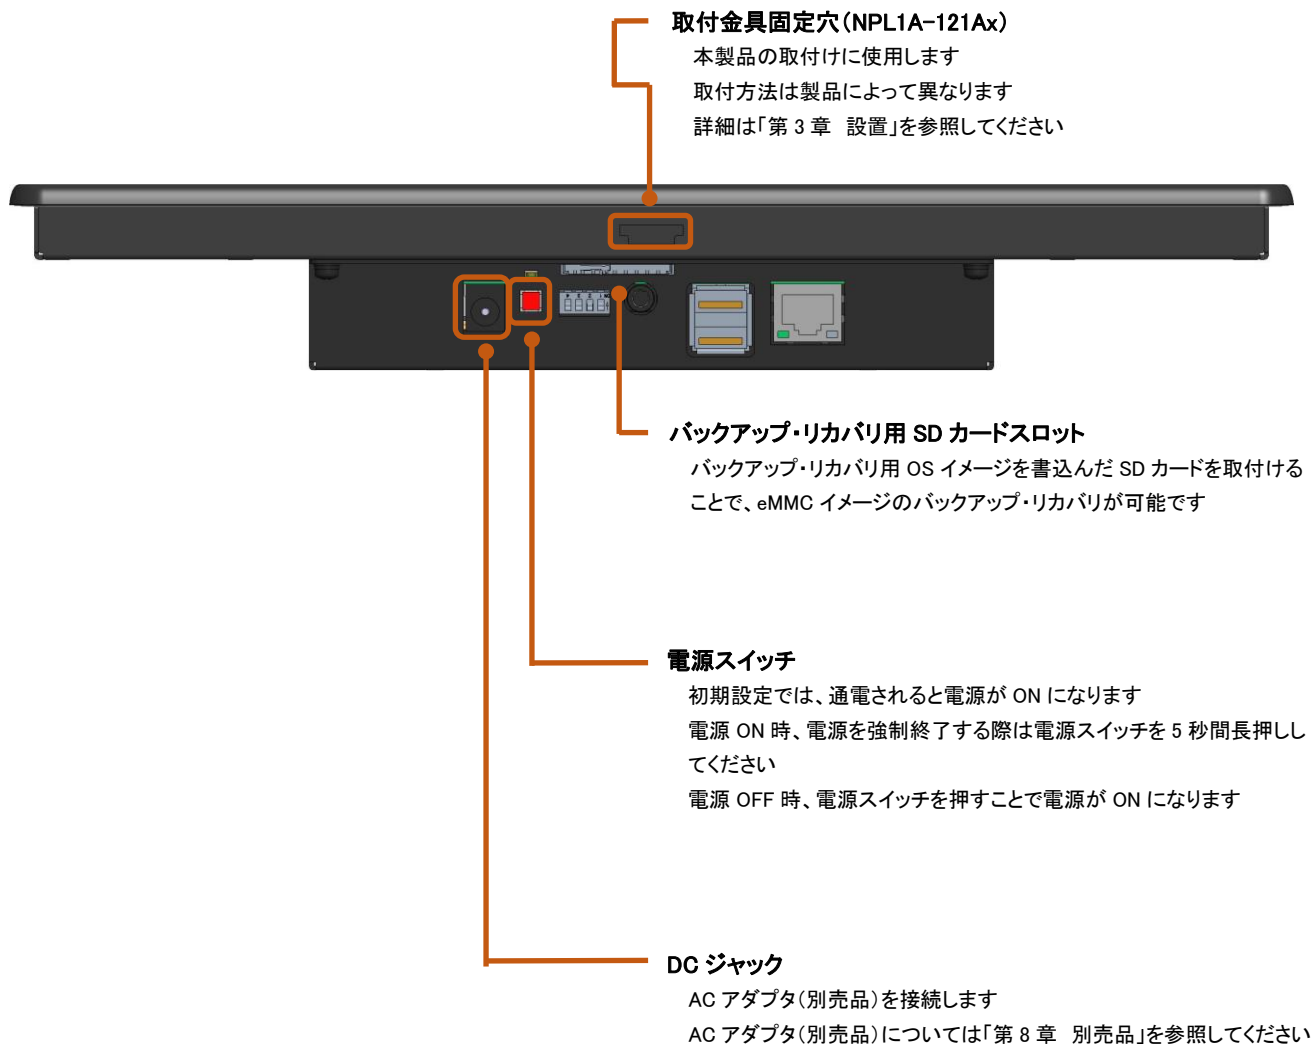 取付金具固定穴（NPL1A-121Ax）
本製品の取付けに使用します
取付方法は製品によって異なります
詳細は「第 3 章　設置」を参照してください
バックアップ・リカバリ用 SD カードスロット
バックアップ・リカバリ用 OS イメージを書込んだ SD カードを取付ける
ことで、eMMC イメージのバックアップ・リカバリが可能です
電源スイッチ
初期設定では、通電されると電源が ON になります
電源 ON 時、電源を強制終了する際は電源スイッチを 5 秒間長押しし
てください
電源 OFF 時、電源スイッチを押すことで電源が ON になります
DC ジャック
AC アダプタ（別売品）を接続します
AC アダプタ（別売品）については「第 8 章　別売品」を参照してください